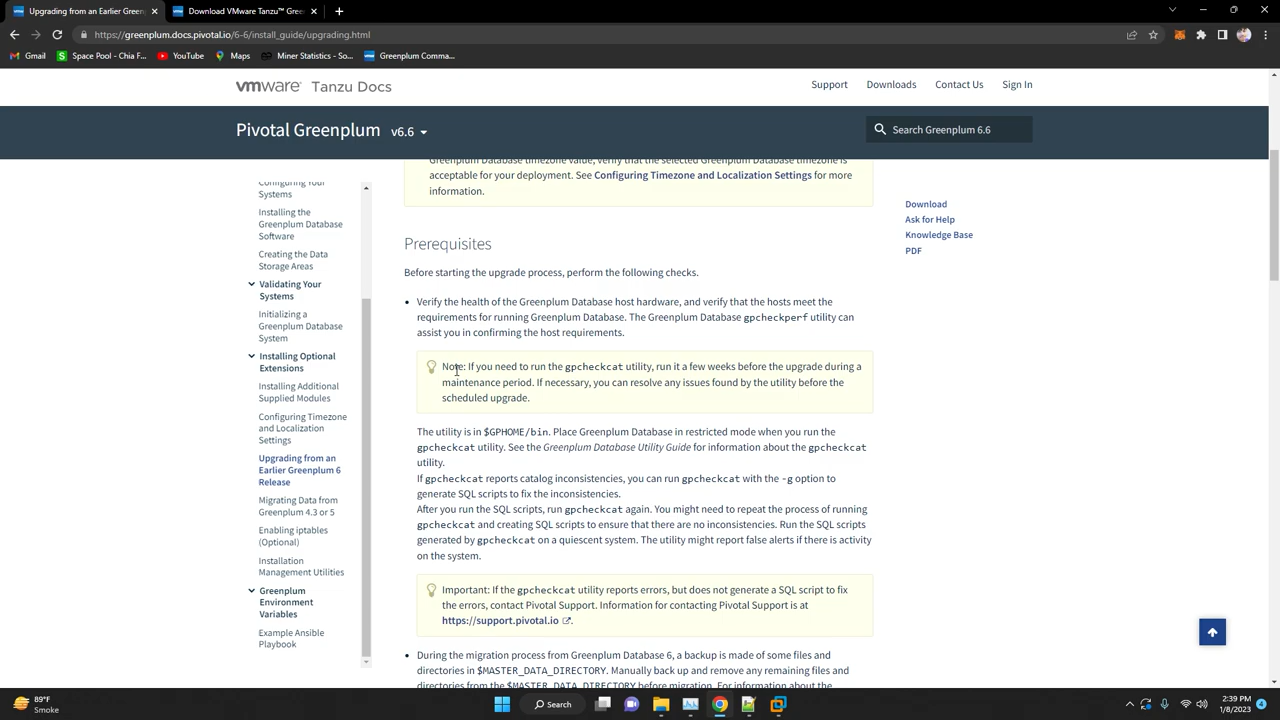 Upgrading from an Earlier Greenp
Download VMware Tanzu™ Gree
https://greenplum.docs.pivotal.io/6-6/install_guide/upgrading.html
Gmail
Space Pool - Chia F...
YouTube
Maps
Miner Statistics - So...
Greenplum Comma...
vmware Tanzu Docs
Support
Downloads
Contact Us
Sign In
Pivotal Greenplum v6.6
Search Greenplum 6.6
Configuring Your
Systems
Installing the
Greenplum Database
Software
Creating the Data
Storage Areas
Validating Your
Systems
Initializing a
Greenplum Database
System
Installing Optional
Extensions
Installing Additional
Supplied Modules
Configuring Timezone
and Localization
Settings
Upgrading from an
Earlier Greenplum 6
Release
Migrating Data from
Greenplum 4.3 or 5
Enabling iptables
(Optional)
Installation
Management Utilities
Greenplum
Environment
Variables
Example Ansible
Playbook
Greenplum Database timezone value, verify that the selected Greenplum Database timezone is
acceptable for your deployment. See Configuring Timezone and Localization Settings for more
information.
Prerequisites
Before starting the upgrade process, perform the following checks.
• Verify the health of the Greenplum Database host hardware, and verify that the hosts meet the
requirements for running Greenplum Database. The Greenplum Database gpcheckperf utility can
assist you in confirming the host requirements.
Note: If you need to run the gpcheckcat utility, run it a few weeks before the upgrade during a
maintenance period. If necessary, you can resolve any issues found by the utility before the
scheduled upgrade.
The utility is in $GPHOME/bin. Place Greenplum Database in restricted mode when you run the
gpcheckcat utility. See the Greenplum Database Utility Guide for information about the gpcheckcat
utility.
If gpcheckcat reports catalog inconsistencies, you can run gpcheckcat with the -g option to
generate SQL scripts to fix the inconsistencies.
After you run the SQL scripts, run gpcheckcat again. You might need to repeat the process of running
gpcheckcat and creating SQL scripts to ensure that there are no inconsistencies. Run the SQL scripts
generated by gpcheckcat on a quiescent system. The utility might report false alerts if there is activity
on the system.
Important: If the gpcheckcat utility reports errors, but does not generate a SQL script to fix
the errors, contact Pivotal Support. Information for contacting Pivotal Support is at
https://support.pivotal.io.
• During the migration process from Greenplum Database 6, a backup is made of some files and
directories in $MASTER_DATA_DIRECTORY. Manually back up and remove any remaining files and
directories from the $MASTER_DATA_DIRECTORY before migration. For information about the
Download
Ask for Help
Knowledge Base
PDF
89°F
Smoke
Search
2:39 PM
1/8/2023